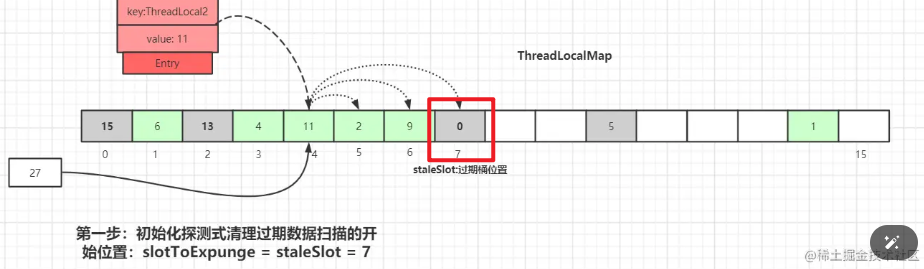 key:ThreadLocal2
value: 11
Entry
ThreadLocalMap
15 6 13 4 11 2 9 0 5 1
0 1 2 3 4 5 6 7 15
staleSlot:过期桶位置
27
第一步：初始化探测式清理过期数据扫描的开
始位置：slotToExpunge = staleSlot = 7
@稀土掘金技术社区